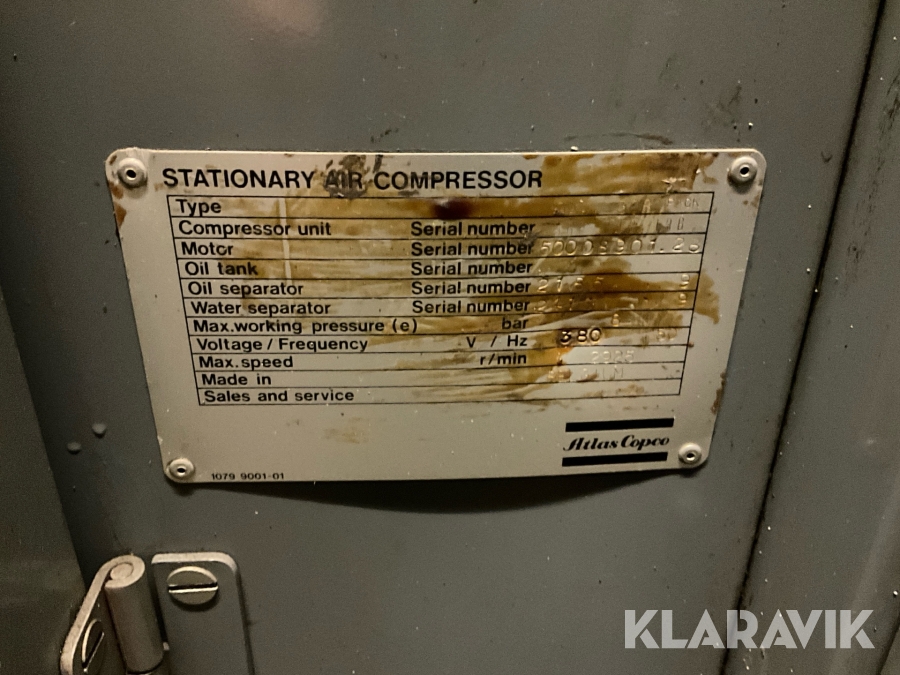 STATIONARY AIR COMPRESSOR
Type
Compressor unit Serial number
Motor Serial number
Oil tank Serial number
Oil separator Serial number
Water separator Serial number
Max.working pressure (e) bar
Voltage / Frequency V / Hz 380
Max.speed r/min
Made in
Sales and service
Atlas Copco
1079 9001-01
KLARAVIK